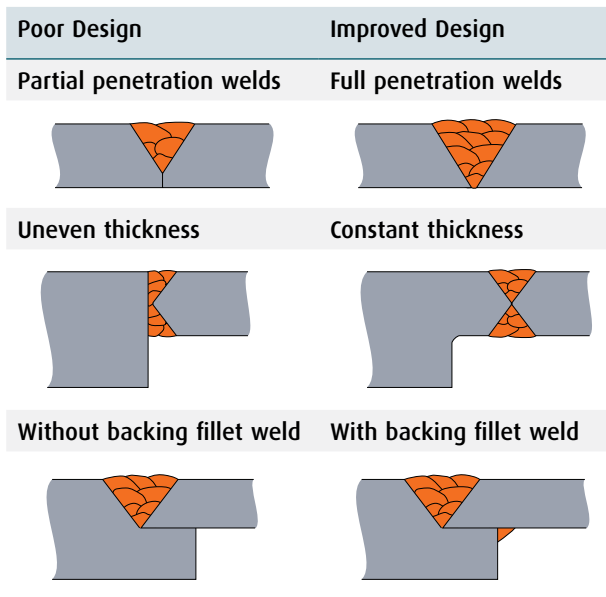 Poor Design
Improved Design
Partial penetration welds
Full penetration welds
Uneven thickness
Constant thickness
Without backing fillet weld
With backing fillet weld